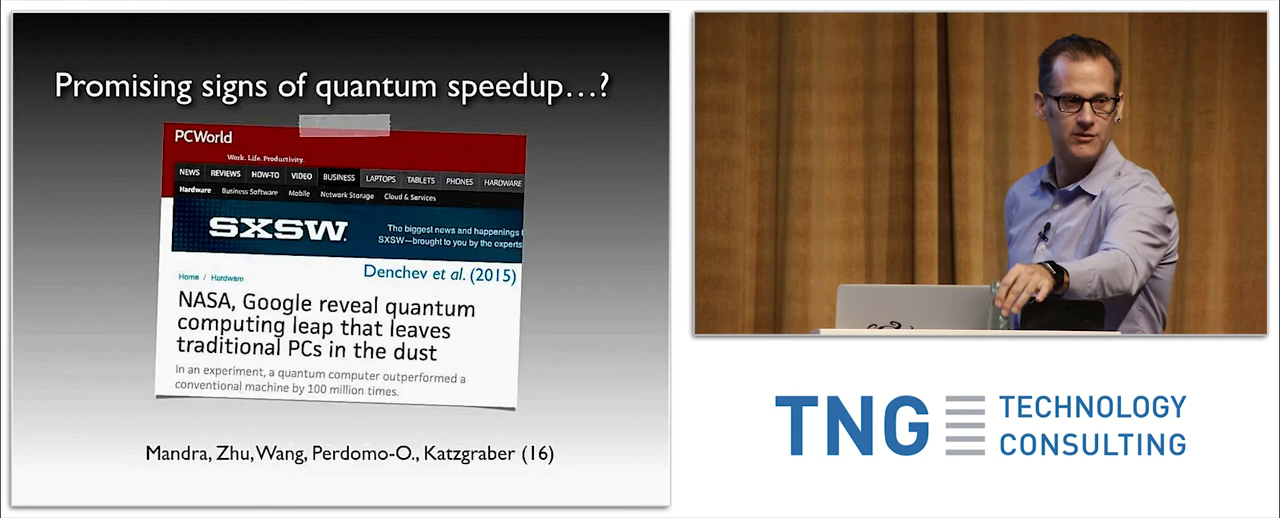 Promising signs of quantum speedup...?
PCWorld
Work. Life. Productivity.
NEWS REVIEWS HOW-TO VIDEO BUSINESS LAPTOPS TABLETS PHONES HARDWARE
Hardware Business Software Mobile Network Storage Cloud & Services
SXSW.
The biggest news and happenings
SXSW—brought to you by the experts
Denchev et al. (2015)
Home / Hardware
NASA, Google reveal quantum
computing leap that leaves
traditional PCs in the dust
In an experiment, a quantum computer outperformed a
conventional machine by 100 million times.
Mandra, Zhu, Wang, Perdomo-O., Katzgraber (16)
TNG TECHNOLOGY
CONSULTING